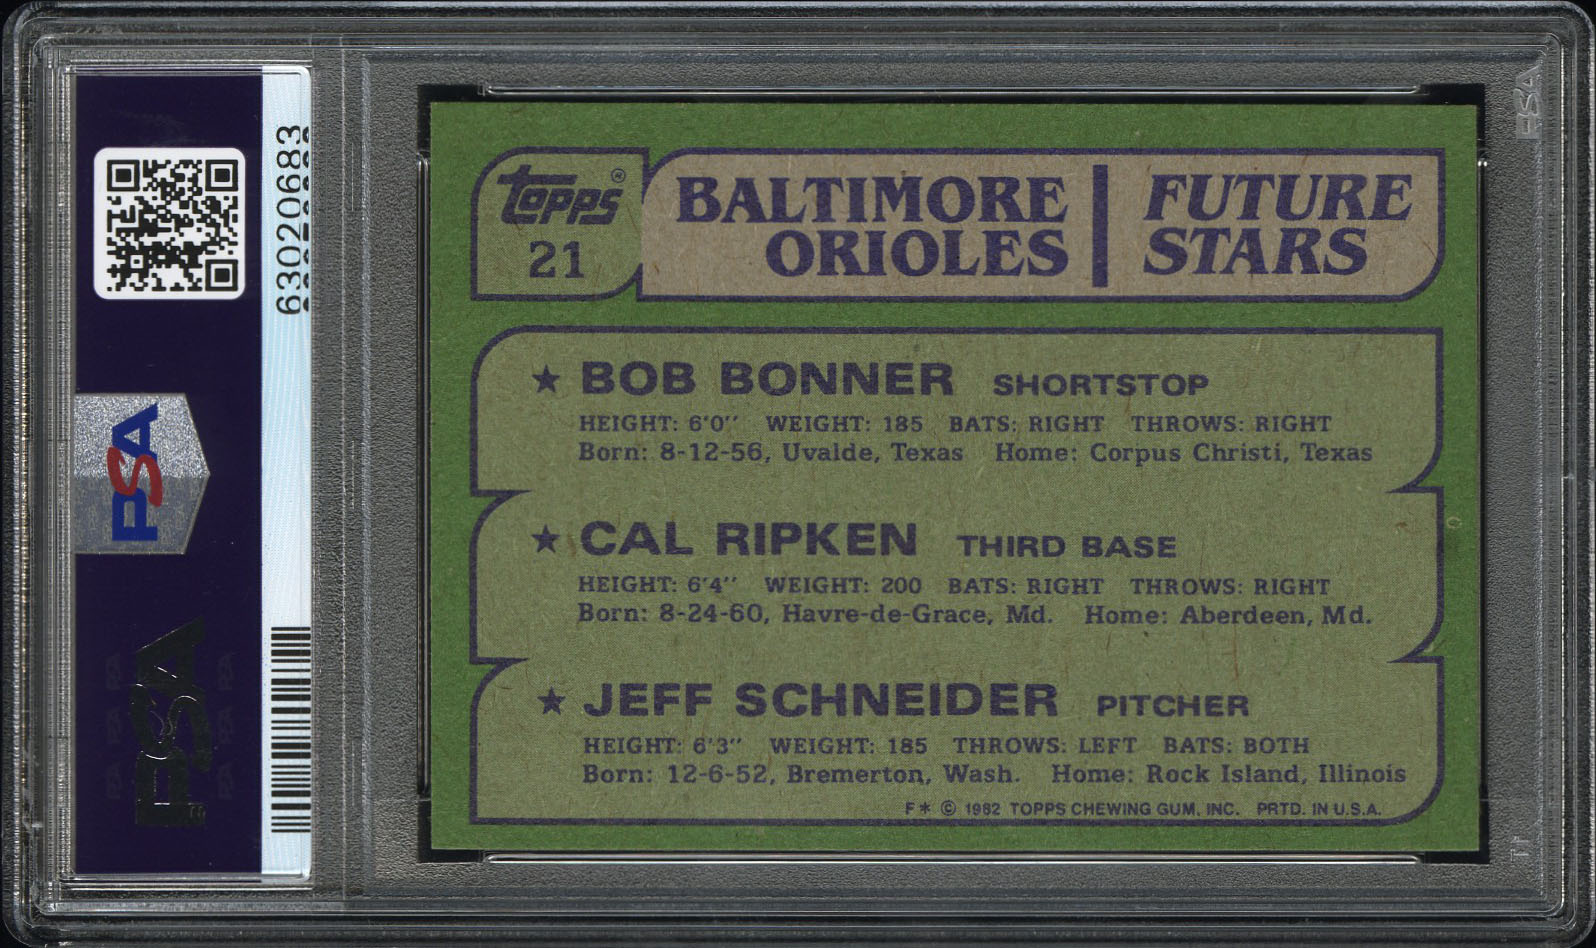 63020683
PSA
PSA
PSA
topps®
21
BALTIMORE
ORIOLES
FUTURE
STARS
★ BOB BONNER SHORTSTOP
HEIGHT: 6'0" WEIGHT: 185 BATS: RIGHT THROWS: RIGHT
Born: 8-12-56, Uvalde, Texas Home: Corpus Christi, Texas
★ CAL RIPKEN THIRD BASE
HEIGHT: 6'4" WEIGHT: 200 BATS: RIGHT THROWS: RIGHT
Born: 8-24-60, Havre-de-Grace, Md. Home: Aberdeen, Md.
★ JEFF SCHNEIDER PITCHER
HEIGHT: 6'3" WEIGHT: 185 THROWS: LEFT BATS: BOTH
Born: 12-6-52, Bremerton, Wash. Home: Rock Island, Illinois
F* © 1982 TOPPS CHEWING GUM, INC. PRTD. IN U.S.A.